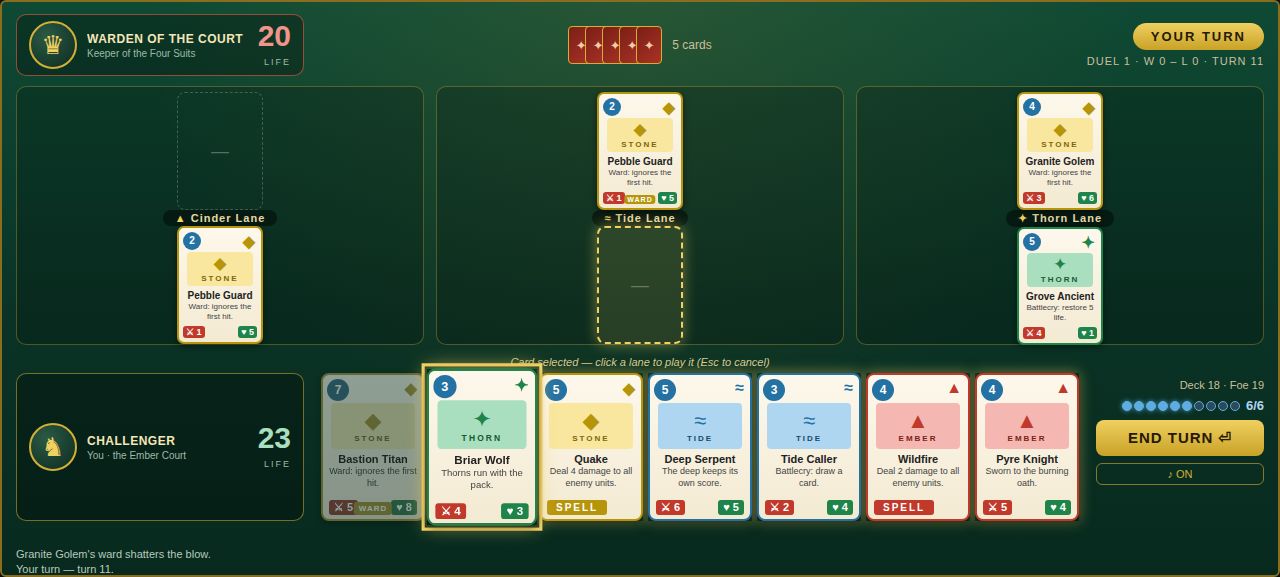 WARDEN OF THE COURT
Keeper of the Four Suits
20
LIFE
5 cards
YOUR TURN
DUEL 1 · W 0 – L 0 · TURN 11
—
2
STONE
Pebble Guard
Ward: ignores the
first hit.
⚔ 1
WARD
♥ 5
4
STONE
Granite Golem
Ward: ignores the
first hit.
⚔ 3
♥ 6
▲ Cinder Lane
≈ Tide Lane
✦ Thorn Lane
2
STONE
Pebble Guard
Ward: ignores the
first hit.
⚔ 1
♥ 5
—
5
THORN
Grove Ancient
Battlecry: restore 5
life.
⚔ 4
♥ 1
Card selected — click a lane to play it (Esc to cancel)
CHALLENGER
You · the Ember Court
23
LIFE
7
STONE
Bastion Titan
Ward: ignores the first
hit.
⚔ 5
WARD
♥ 8
3
THORN
Briar Wolf
Thorns run with the
pack.
⚔ 4
♥ 3
5
STONE
Quake
Deal 4 damage to all
enemy units.
SPELL
5
TIDE
Deep Serpent
The deep keeps its
own score.
⚔ 6
♥ 5
3
TIDE
Tide Caller
Battlecry: draw a
card.
⚔ 2
♥ 4
4
EMBER
Wildfire
Deal 2 damage to all
enemy units.
SPELL
4
EMBER
Pyre Knight
Sworn to the burning
oath.
⚔ 5
♥ 4
Deck 18 · Foe 19
6/6
END TURN ⏎
♪ ON
Granite Golem's ward shatters the blow.
Your turn — turn 11.